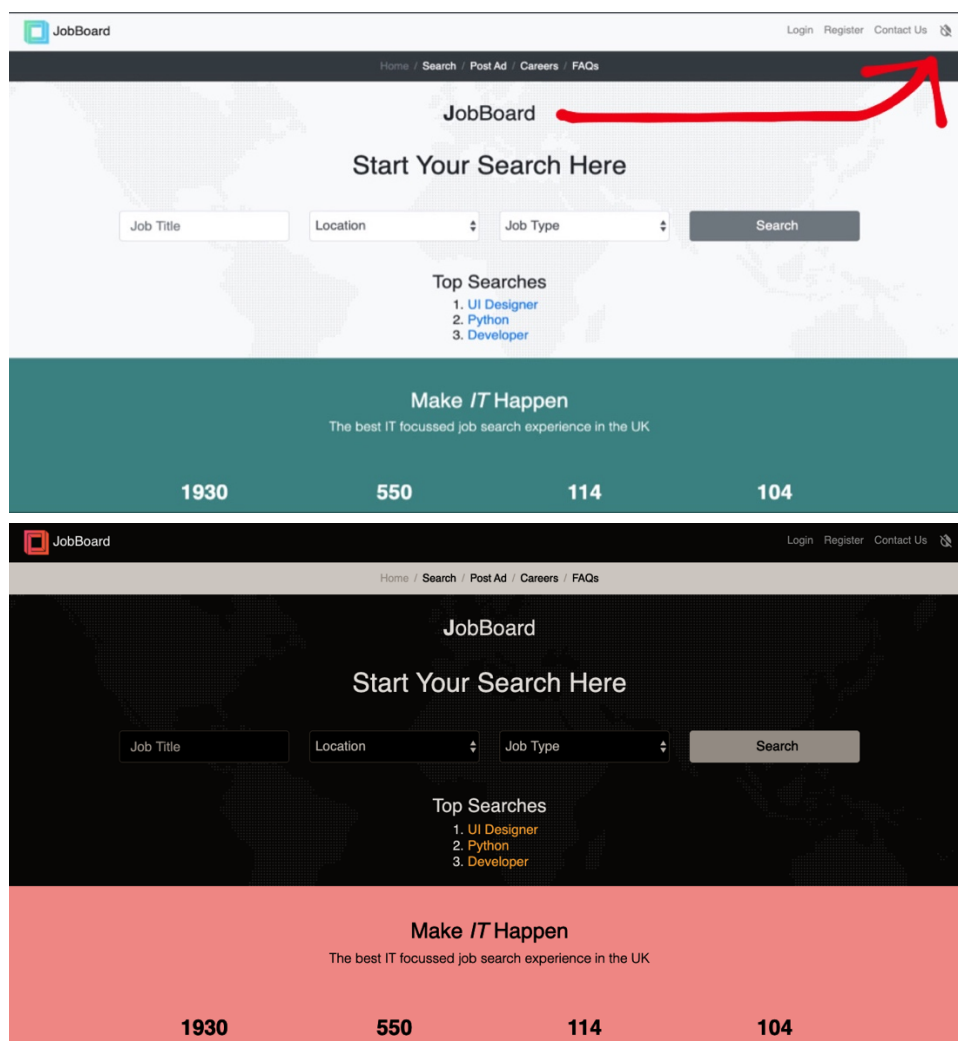 JobBoard Login Register Contact Us
Home / Search / Post Ad / Careers / FAQs
JobBoard
Start Your Search Here
Job Title Location Job Type Search
Top Searches
1. UI Designer
2. Python
3. Developer
Make IT Happen
The best IT focussed job search experience in the UK
1930 550 114 104
JobBoard Login Register Contact Us
Home / Search / Post Ad / Careers / FAQs
JobBoard
Start Your Search Here
Job Title Location Job Type Search
Top Searches
1. UI Designer
2. Python
3. Developer
Make IT Happen
The best IT focussed job search experience in the UK
1930 550 114 104